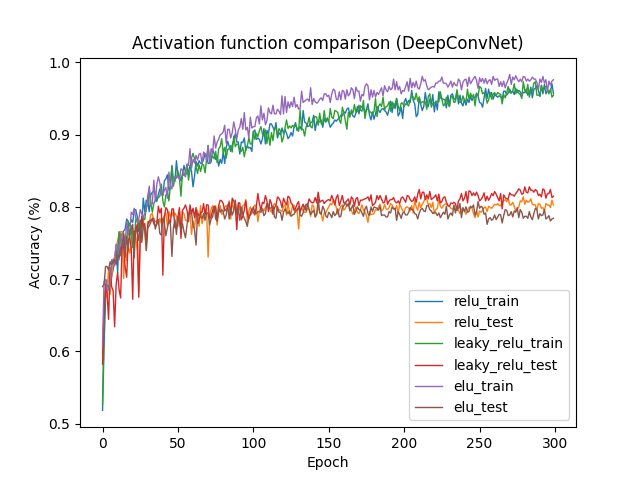 Activation function comparison (DeepConvNet)
Accuracy (%)
1.0
0.9
0.8
0.7
0.6
0.5
0
50
100
150
200
250
300
Epoch
relu_train
relu_test
leaky_relu_train
leaky_relu_test
elu_train
elu_test